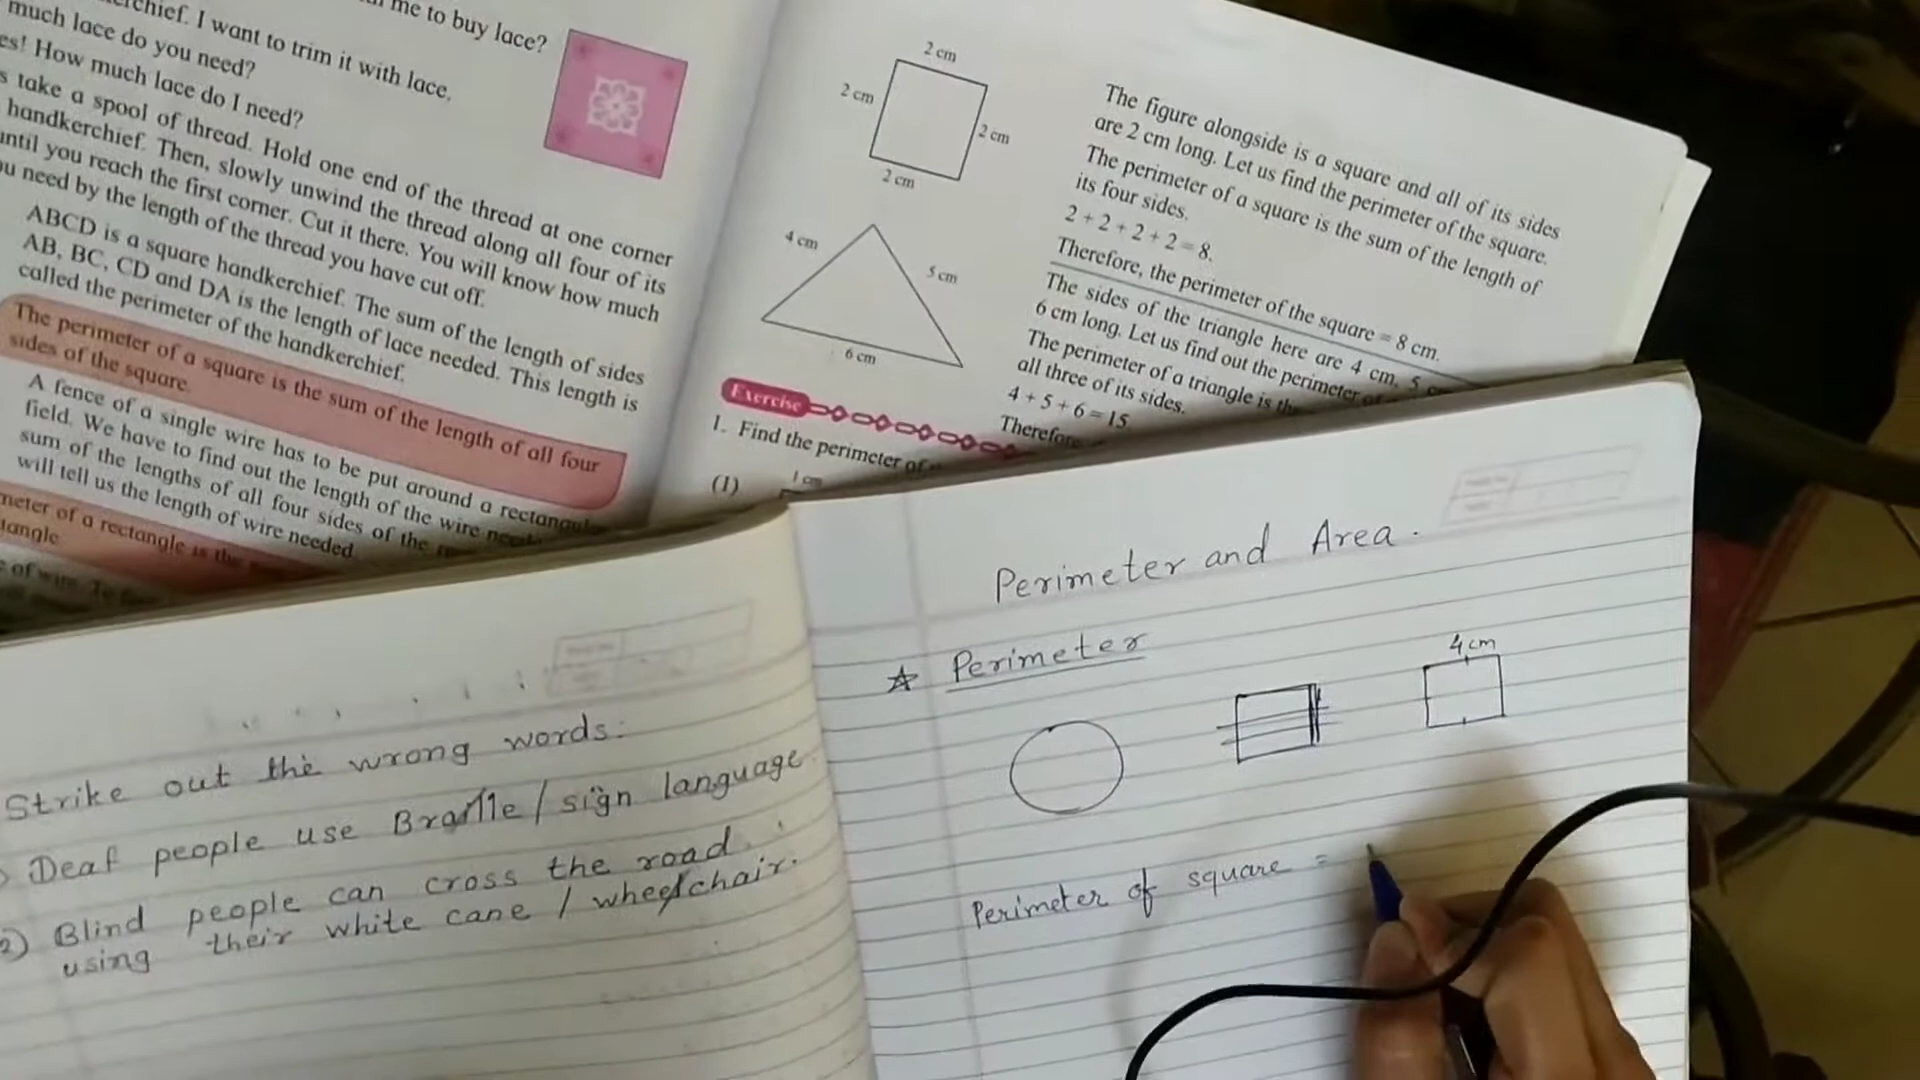 me to buy lace?
I want to trim it with lace.
much lace do you need?
How much lace do I need?
take a spool of thread. Hold one end of the thread at one corner
handkerchief. Then, slowly unwind the thread along all four of its
until you reach the first corner. Cut it there. You will know how much
need by the length of the thread you have cut off.
ABCD is a square handkerchief. The sum of the length of sides
AB, BC, CD and DA is the length of lace needed. This length is
called the perimeter of the handkerchief.
The perimeter of a square is the sum of the length of all four
sides of the square.
A fence of a single wire has to be put around a
field. We have to find out the length of the wire
sum of the lengths of all four sides of the
will tell us the length of wire needed
of a rectangle is the
of wire. To
2 cm
2 cm
2 cm
2 cm
4 cm
5 cm
6 cm
The figure alongside is a square and all of its sides
are 2 cm long. Let us find the perimeter of the square.
The perimeter of a square is the sum of the length of
its four sides.
2 + 2 + 2 + 2 = 8.
Therefore, the perimeter of the square = 8 cm.
The sides of the triangle here are 4 cm, 5
6 cm long. Let us find out the perimeter of
The perimeter of a triangle is the
all three of its sides.
4 + 5 + 6 = 15
Therefore
Exercise
1. Find the perimeter of
(1)
1 cm
Strike out the wrong words:
Deaf people use Braille / sign language
2) Blind people can cross the road
using their white cane / wheelchair.
Perimeter and Area.
☆ Perimeter
4 cm
Perimeter of square =